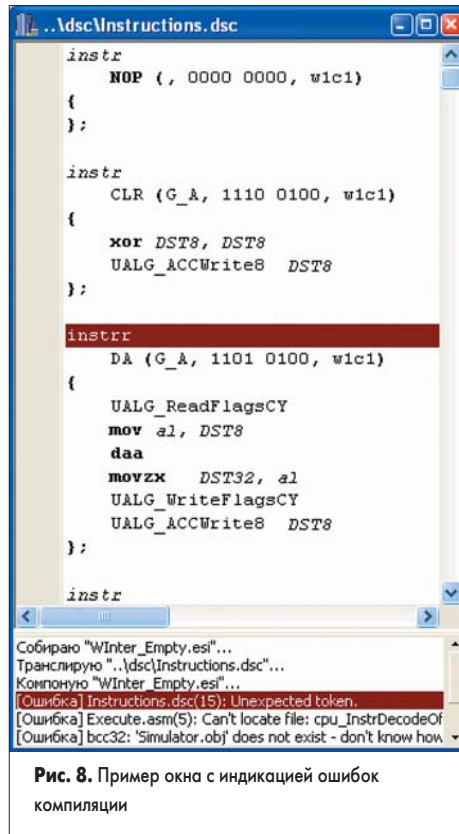 ..\dsc\Instructions.dsc
instr
NOP (, 0000 0000, w1c1)
{
};
instr
CLR (G_A, 1110 0100, w1c1)
{
xor DST8, DST8
UALG_ACCWrite8 DST8
};
instrr
DA (G_A, 1101 0100, w1c1)
{
UALG_ReadFlagsCY
mov al, DST8
daa
movzx DST32, al
UALG_WriteFlagsCY
UALG_ACCWrite8 DST8
};
instr
Собираю "WInter_Empty.esi"...
Транслирую "..\dsc\Instructions.dsc"...
Компоную "WInter_Empty.esi"...
[Ошибка] Instructions.dsc(15): Unexpected token.
[Ошибка] Execute.asm(5): Can't locate file: cpu_InstrDecodeOf
[Ошибка] bcc32: 'Simulator.obj' does not exist - don't know how
Рис. 8. Пример окна с индикацией ошибок
компиляции